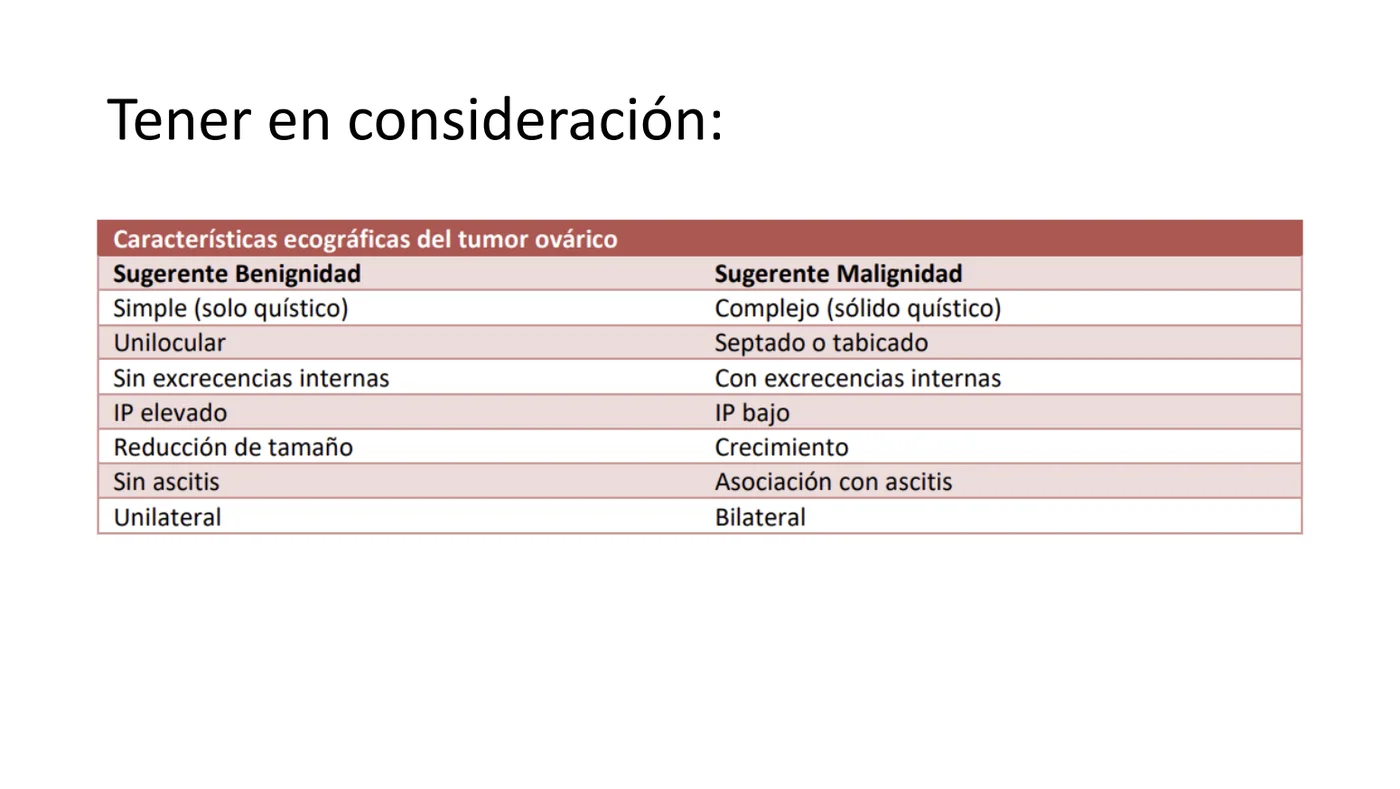 Tener en consideración:
Características ecográficas del tumor ovárico
Sugerente Benignidad Sugerente Malignidad
Simple (solo quístico) Complejo (sólido quístico)
Unilocular Septado o tabicado
Sin excrecencias internas Con excrecencias internas
IP elevado IP bajo
Reducción de tamaño Crecimiento
Sin ascitis Asociación con ascitis
Unilateral Bilateral